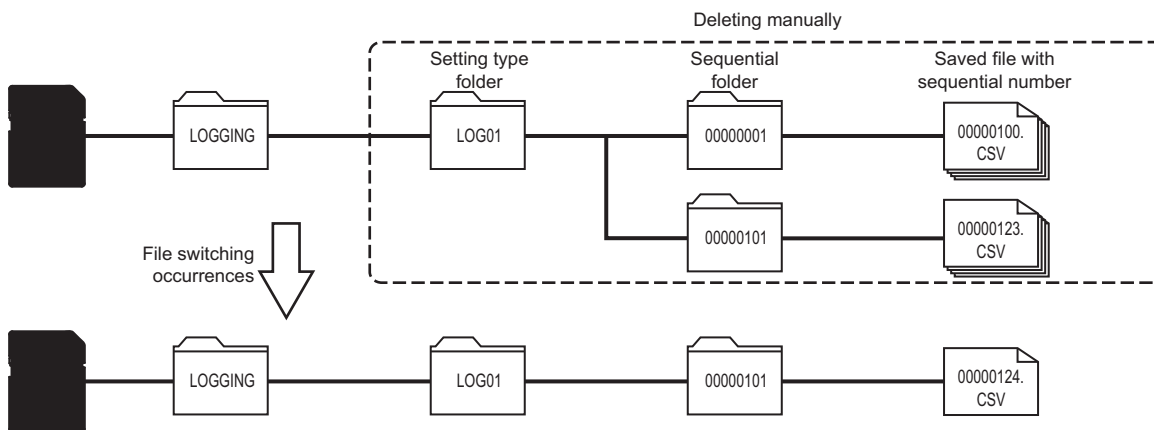 Deleting manually
Setting type
folder
Sequential
folder
Saved file with
sequential number
LOGGING
LOG01
00000001
00000100.
CSV
00000101
00000123.
CSV
File switching
occurrences
LOGGING
LOG01
00000101
00000124.
CSV